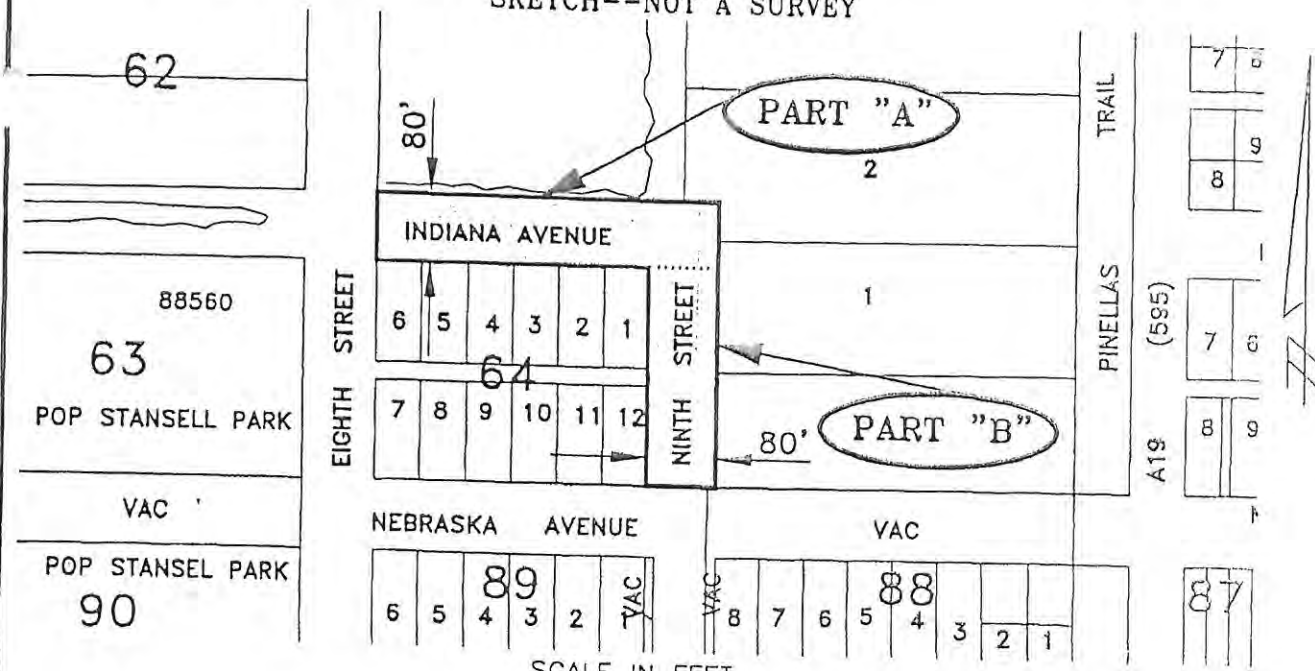 SKETCH--NOT A SURVEY
62
80'
PART "A"
2
TRAIL
7
9
8
INDIANA AVENUE
88560
63
POP STANSELL PARK
EIGHTH STREET
6 5 4 3 2 1
64
7 8 9 10 11 12
NINTH STREET
1
PART "B"
80'
PINELLAS
(595)
A19
7 6
8 9
VAC
NEBRASKA AVENUE
VAC
POP STANSEL PARK
90
89
6 5 4 3 2 VAC
VAC
88
8 7 6 5 4 3 2 1
87
SCALE IN FEET